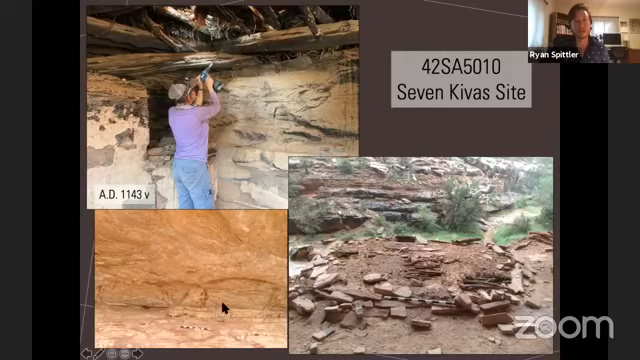 42SA5010
Seven Kivas Site
Ryan Spittler
A.D. 1143 v
zoom